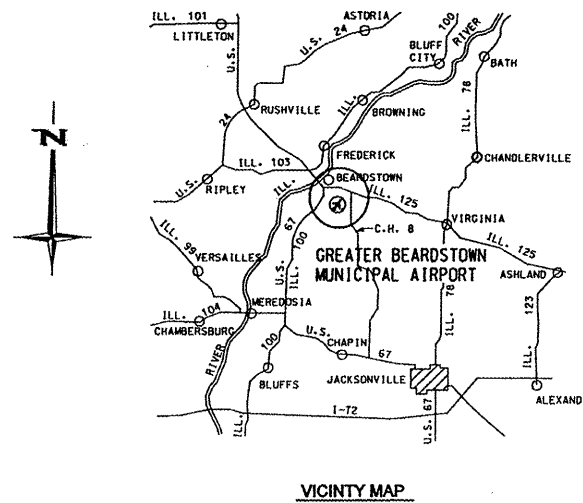 ILL. 101
LITTLETON
ASTORIA
U.S. 24
U.S.
BLUFF
CITY
RIVER
BATH
ILL. 78
RUSHVILLE
ILL.
BROWNING
24
ILL. 103
FREDERICK
CHANDLERVILLE
N
U.S.
RIPLEY
ILL.
BEARDSTOWN
ILL. 125
VIRGINIA
C.H. 8
ILL. 99
VERSAILLES
U.S. 67
ILL. 100
GREATER BEARDSTOWN
MUNICIPAL AIRPORT
ILL. 125
ASHLAND
ILL. 78
123
ILL. 104
MEREDOSIA
CHAMBERSBURG
U.S. 67
CHAPIN
RIVER
ILL. 100
BLUFFS
JACKSONVILLE
ALEXAND
I-72
U.S. 67
VICINTY MAP